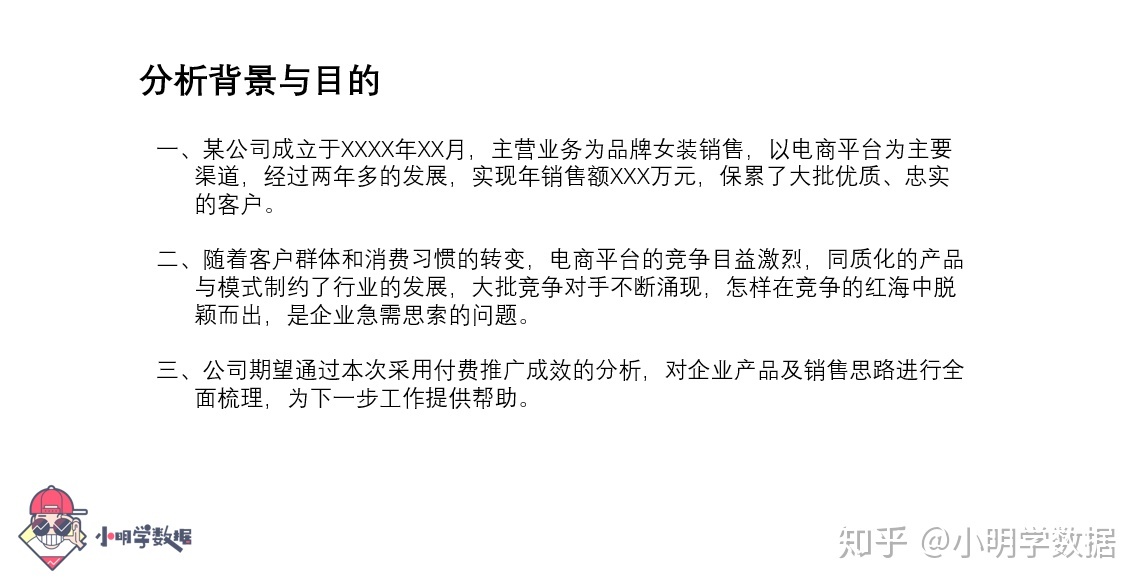 分析背景与目的
一、某公司成立于XXXX年XX月，主营业务为品牌女装销售，以电商平台为主要
渠道，经过两年多的发展，实现年销售额XXX万元，保累了大批优质、忠实
的客户。
二、随着客户群体和消费习惯的转变，电商平台的竞争目益激烈，同质化的产品
与模式制约了行业的发展，大批竞争对手不断涌现，怎样在竞争的红海中脱
颖而出，是企业急需思索的问题。
三、公司期望通过本次采用付费推广成效的分析，对企业产品及销售思路进行全
面梳理，为下一步工作提供帮助。
小明学数据
知乎 @小明学数据